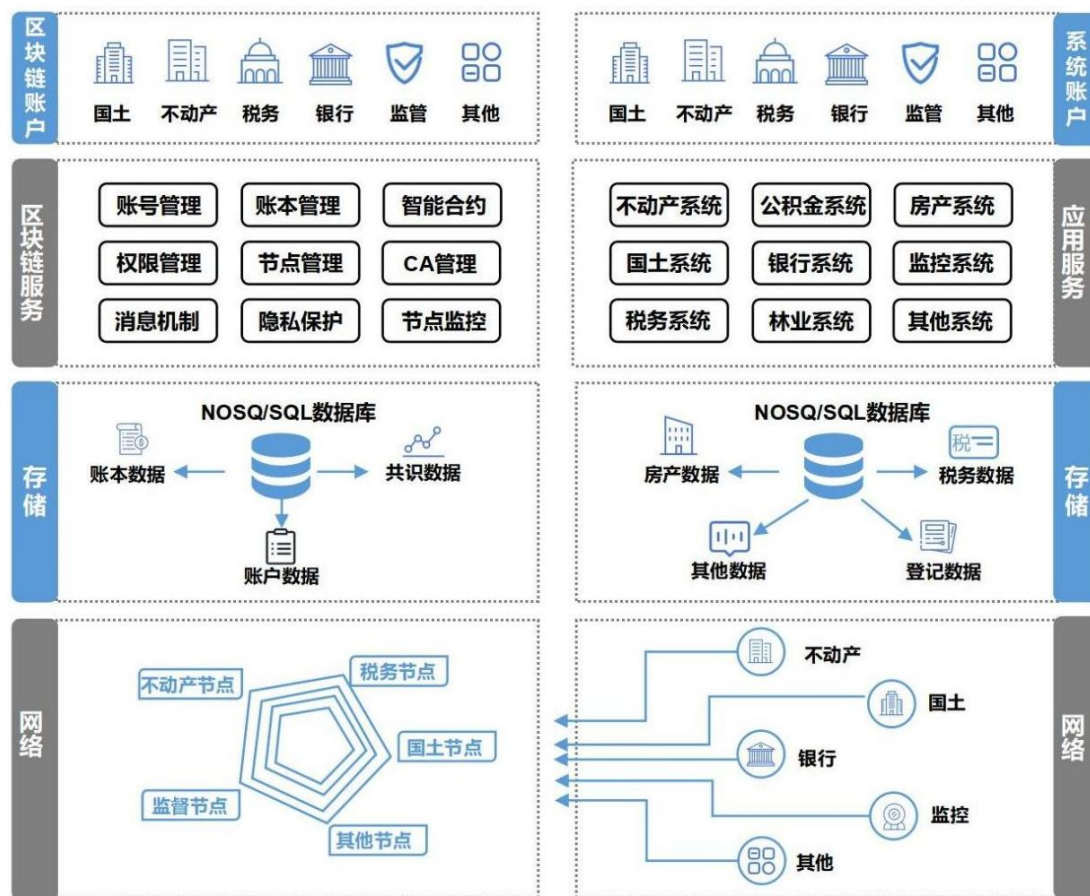 区块链账户
国土 不动产 税务 银行 监管 其他
国土 不动产 税务 银行 监管 其他
系统账户
区块链服务
账号管理 账本管理 智能合约
权限管理 节点管理 CA管理
消息机制 隐私保护 节点监控
不动产系统 公积金系统 房产系统
国土系统 银行系统 监控系统
税务系统 林业系统 其他系统
应用服务
存储
NOSQ/SQL数据库
账本数据 共识数据
账户数据
NOSQ/SQL数据库
税
房产数据 税务数据
其他数据 登记数据
存储
网络
税务节点
不动产节点
国土节点
监督节点
其他节点
不动产
国土
银行
监控
其他
网络